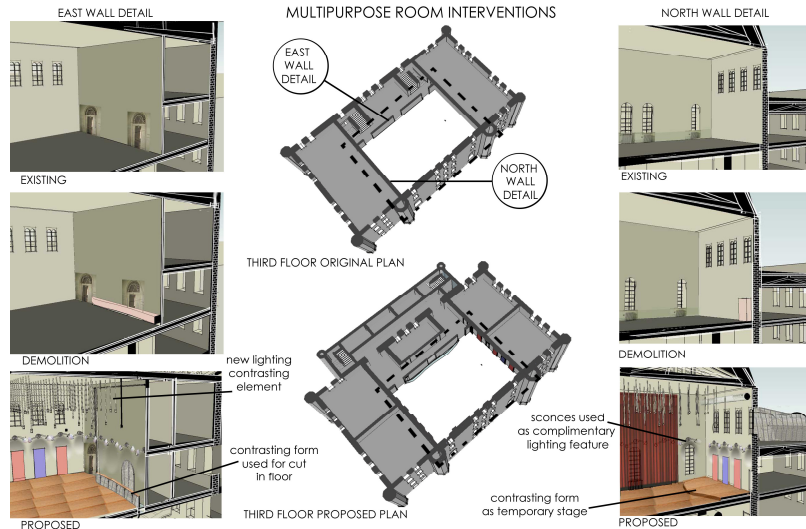 EAST WALL DETAIL
MULTIPURPOSE ROOM INTERVENTIONS
NORTH WALL DETAIL
EAST
WALL
DETAIL
EXISTING
NORTH
WALL
DETAIL
EXISTING
THIRD FLOOR ORIGINAL PLAN
DEMOLITION
DEMOLITION
new lighting
contrasting
element
contrasting form
used for cut
in floor
sconces used
as complimentary
lighting feature
contrasting form
as temporary stage
THIRD FLOOR PROPOSED PLAN
PROPOSED
PROPOSED